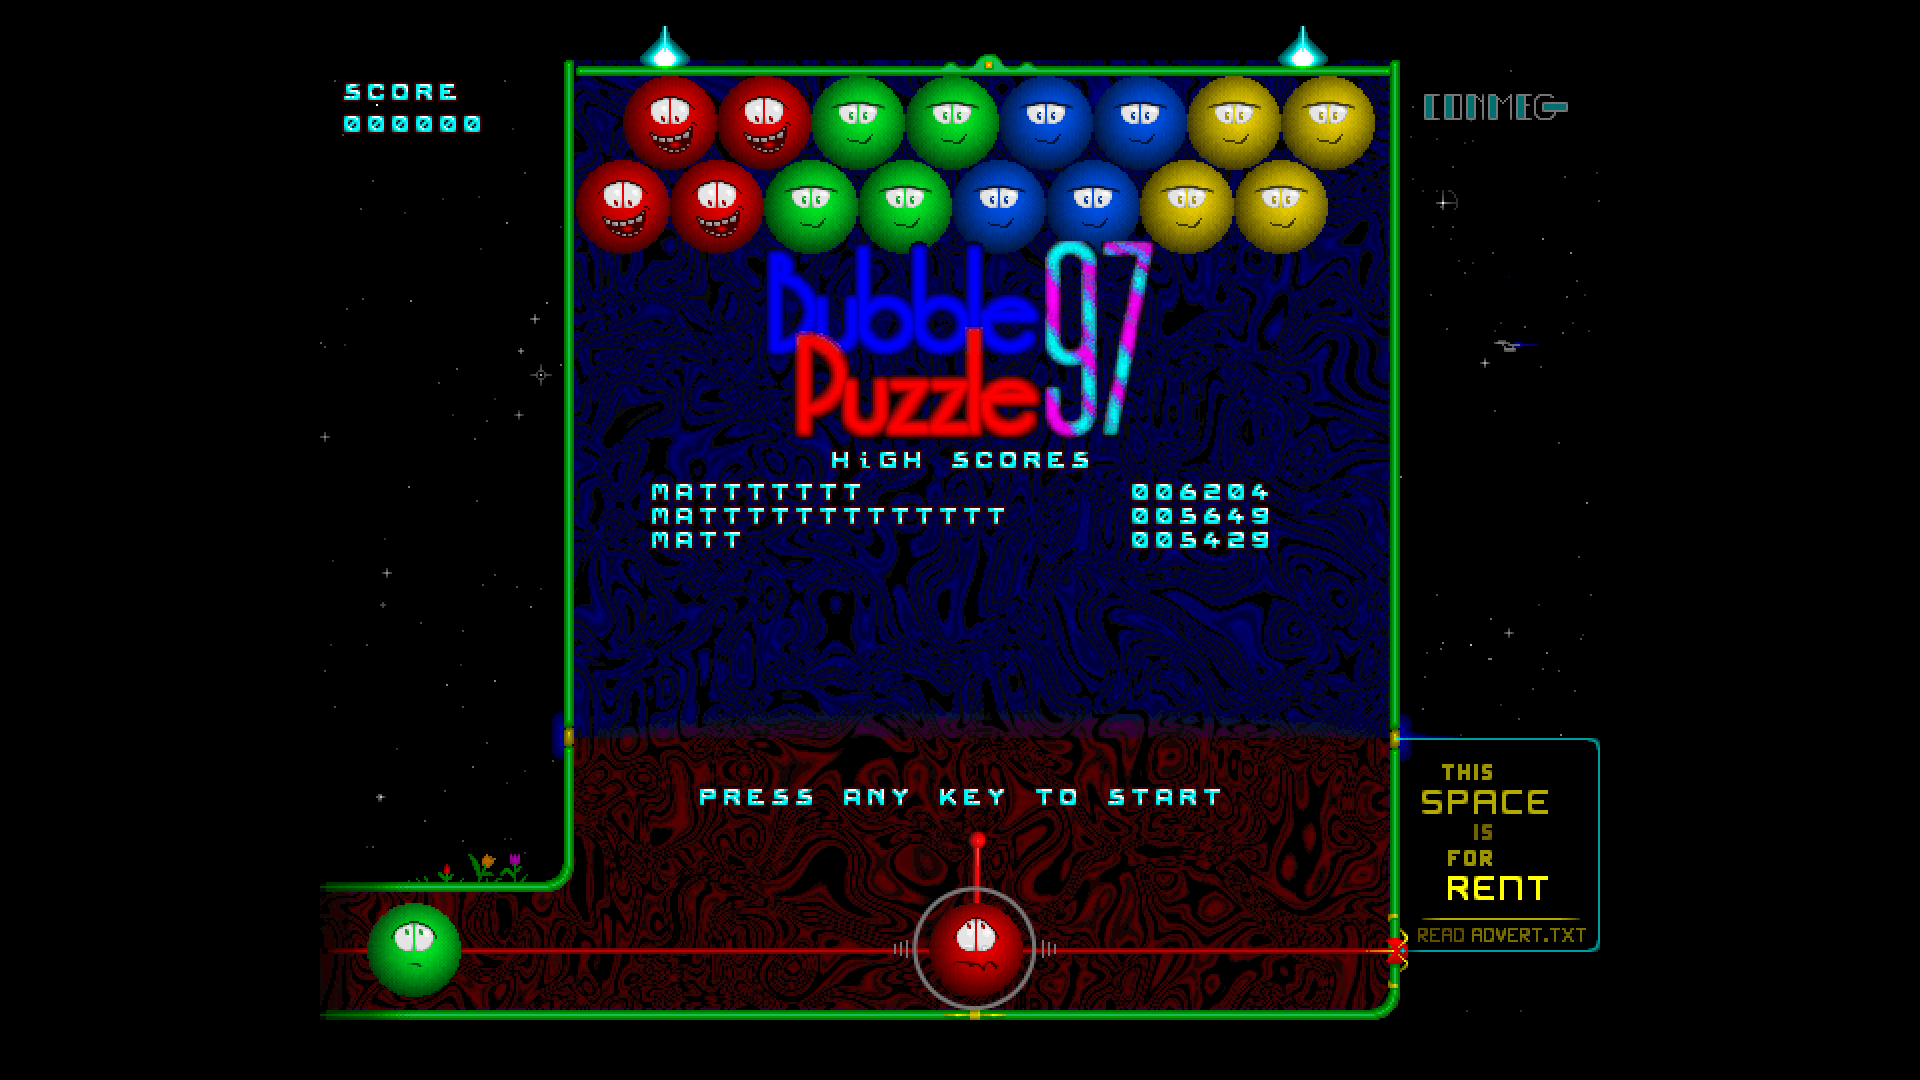 SCORE
000000
CONMEG
Bubble
Puzzle
97
HiGH SCORES
MATTTTTTT 006204
MATTTTTTTTTTTTT 005649
MATT 005429
PRESS ANY KEY TO START
THIS
SPACE
IS
FOR
RENT
READ ADVERT.TXT